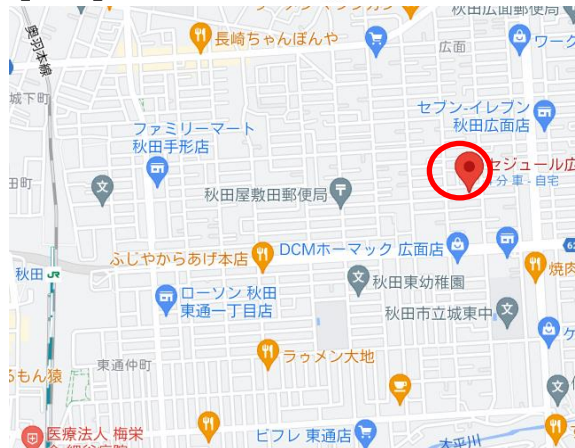 秋田広面郵便局
長崎ちゃんぽんや
広面
ワーク
奥羽本線
城下町
セブン-イレブン
秋田広面店
ファミリーマート
秋田手形店
セジュール広
分 車 - 自宅
田町
秋田屋敷田郵便局
DCMホーマック 広面店
ふじやからあげ本店
秋田
JR
焼肉
秋田東幼稚園
ローソン 秋田
東通一丁目店
秋田市立城東中
ケ
ラゥメン大地
東通仲町
らもん猿
医療法人 梅栄
ビフレ 東通店
太平川